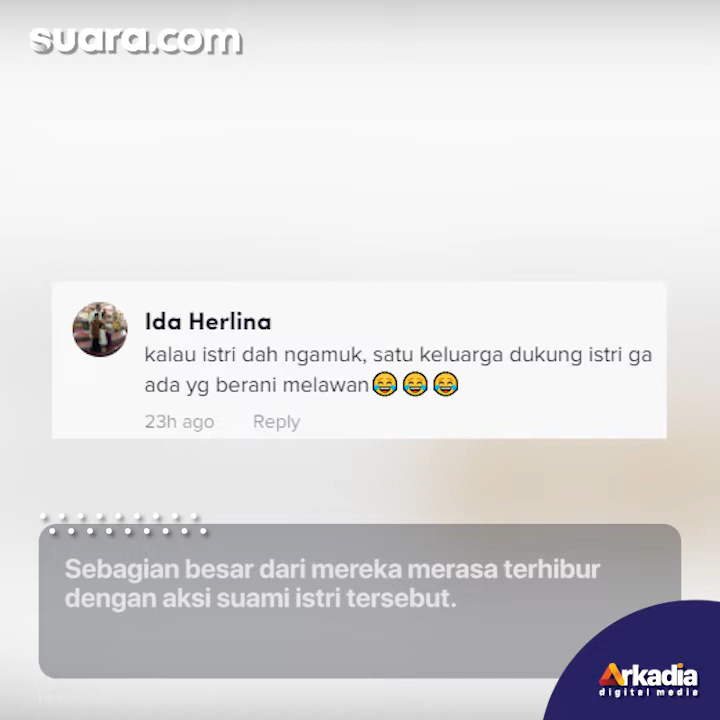 suara.com
Ida Herlina
kalau istri dah ngamuk, satu keluarga dukung istri ga
ada yg berani melawan😂😂😂
23h ago Reply
Sebagian besar dari mereka merasa terhibur
dengan aksi suami istri tersebut.
Arkadia
digital media